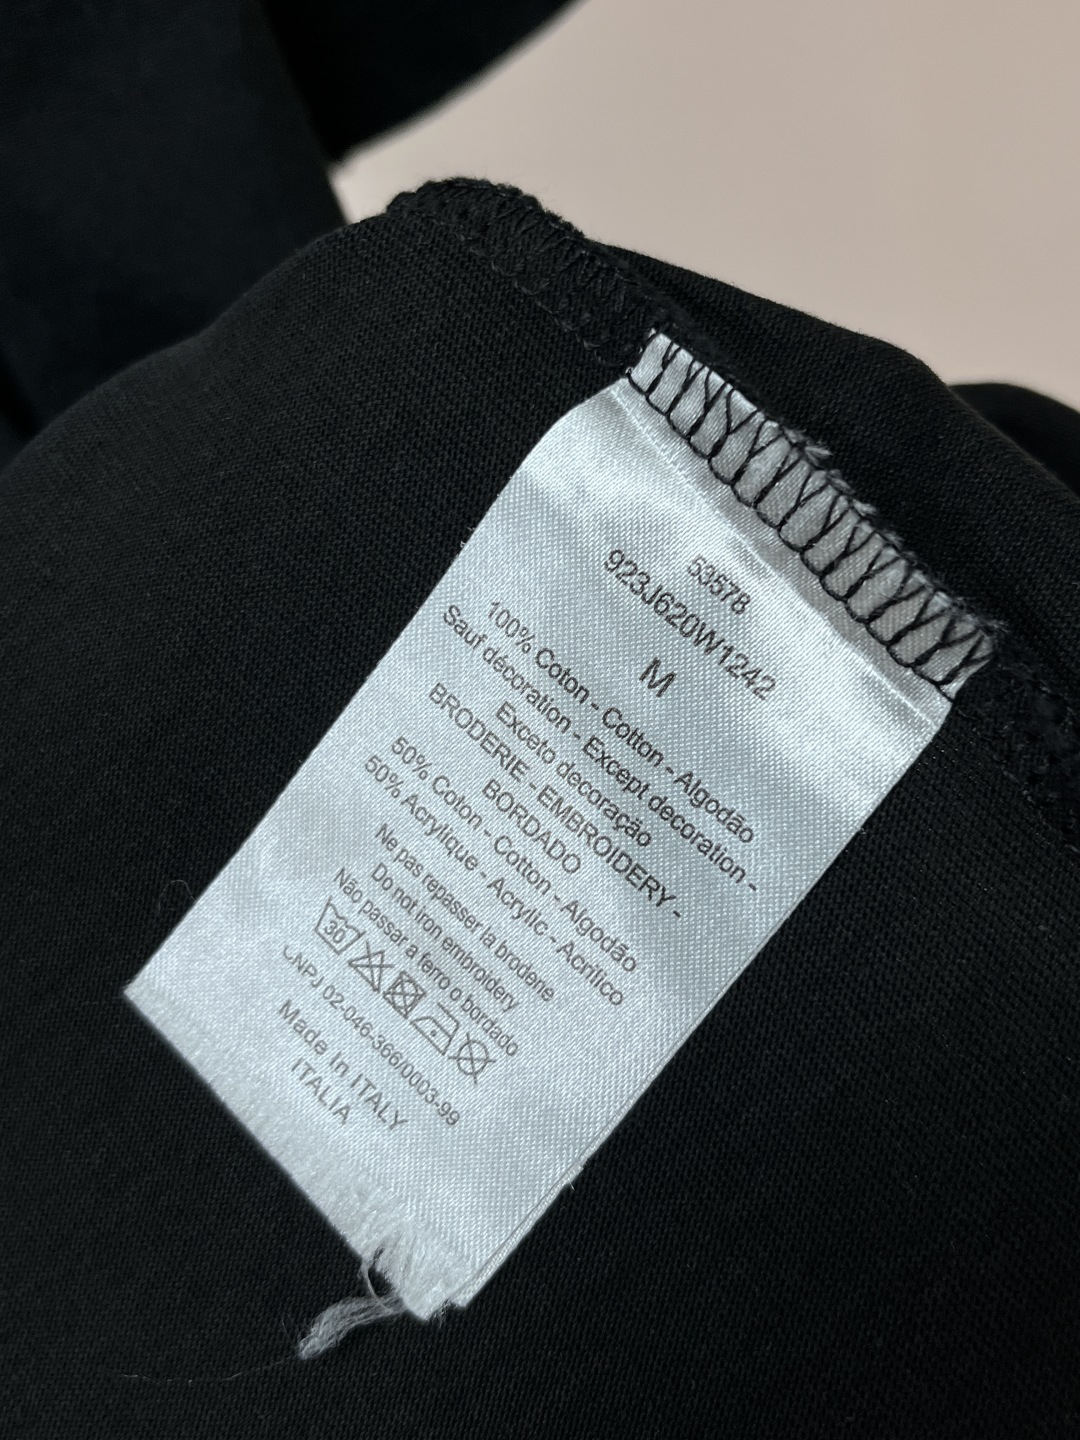 53578
923J620W1242
M
100% Coton - Cotton - Algodão
Sauf décoration - Except decoration -
Exceto decoração
BRODERIE - EMBROIDERY -
BORDADO
50% Coton - Cotton - Algodão
50% Acrylique - Acrylic - Acrílico
Ne pas repasser la broderie
Do not iron embroidery
Não passar a ferro o bordado
30
CNPJ 02-046-366/0003-99
Made In ITALY
ITALIA